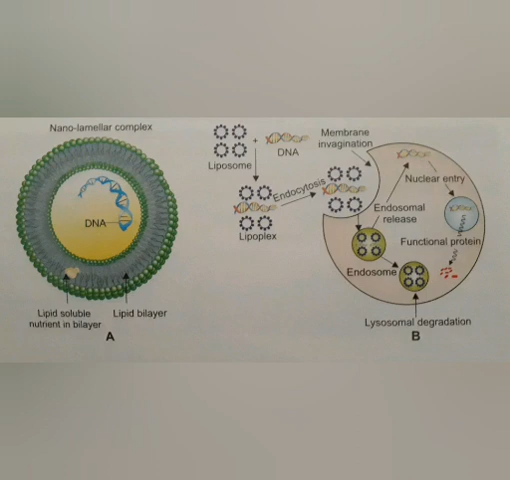 Nano-lamellar complex
DNA
Lipid soluble
nutrient in bilayer
Lipid bilayer
A
+
Liposome
DNA
Lipoplex
Endocytosis
Membrane
invagination
Nuclear entry
Endosomal
release
Functional protein
Endosome
Lysosomal degradation
B